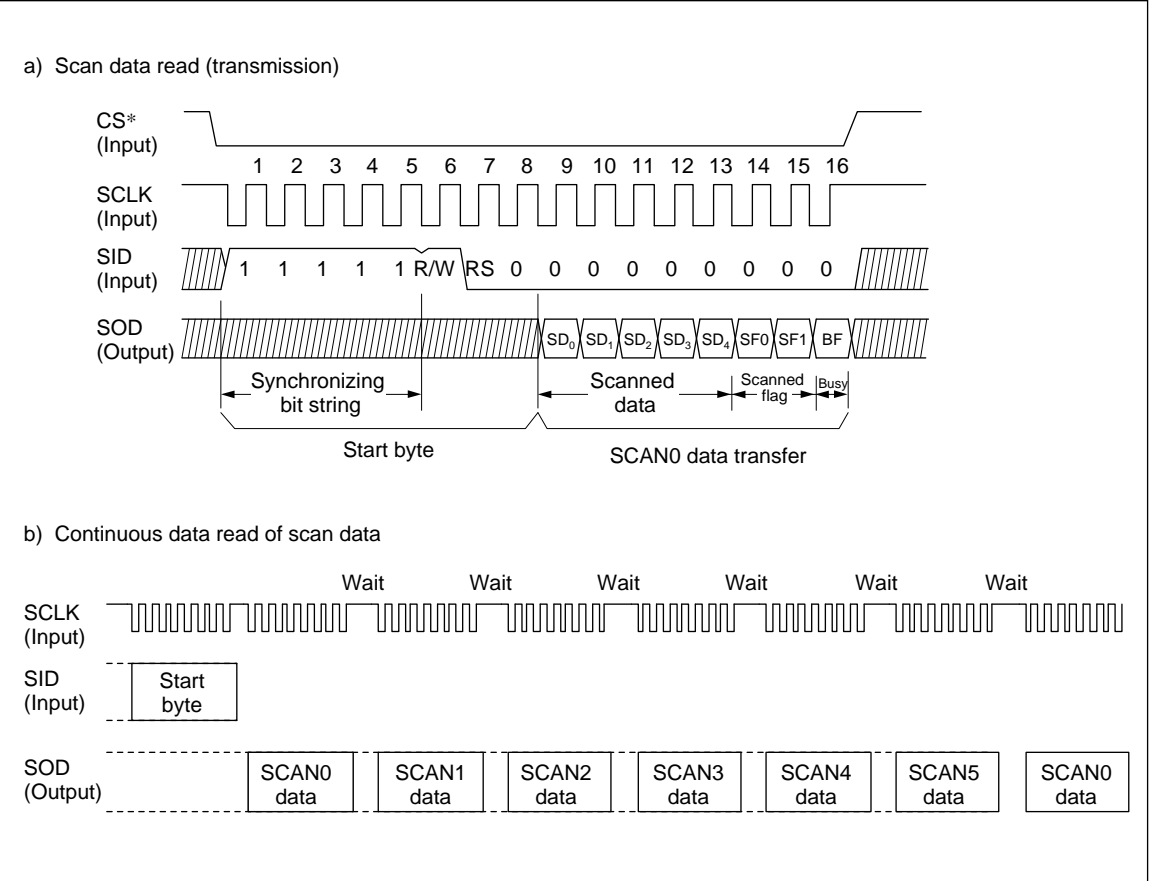 a) Scan data read (transmission)
CS*
(Input)
1 2 3 4 5 6 7 8 9 10 11 12 13 14 15 16
SCLK
(Input)
SID
(Input)
1 1 1 1 1 R/W RS 0 0 0 0 0 0 0 0 0
SOD
(Output)
SD₀ SD₁ SD₂ SD₃ SD₄ SF0 SF1 BF
Synchronizing
bit string
Scanned
data
Scanned
flag
Busy
Start byte
SCAN0 data transfer
b) Continuous data read of scan data
Wait Wait Wait Wait Wait Wait
SCLK
(Input)
SID
(Input)
Start
byte
SOD
(Output)
SCAN0
data
SCAN1
data
SCAN2
data
SCAN3
data
SCAN4
data
SCAN5
data
SCAN0
data